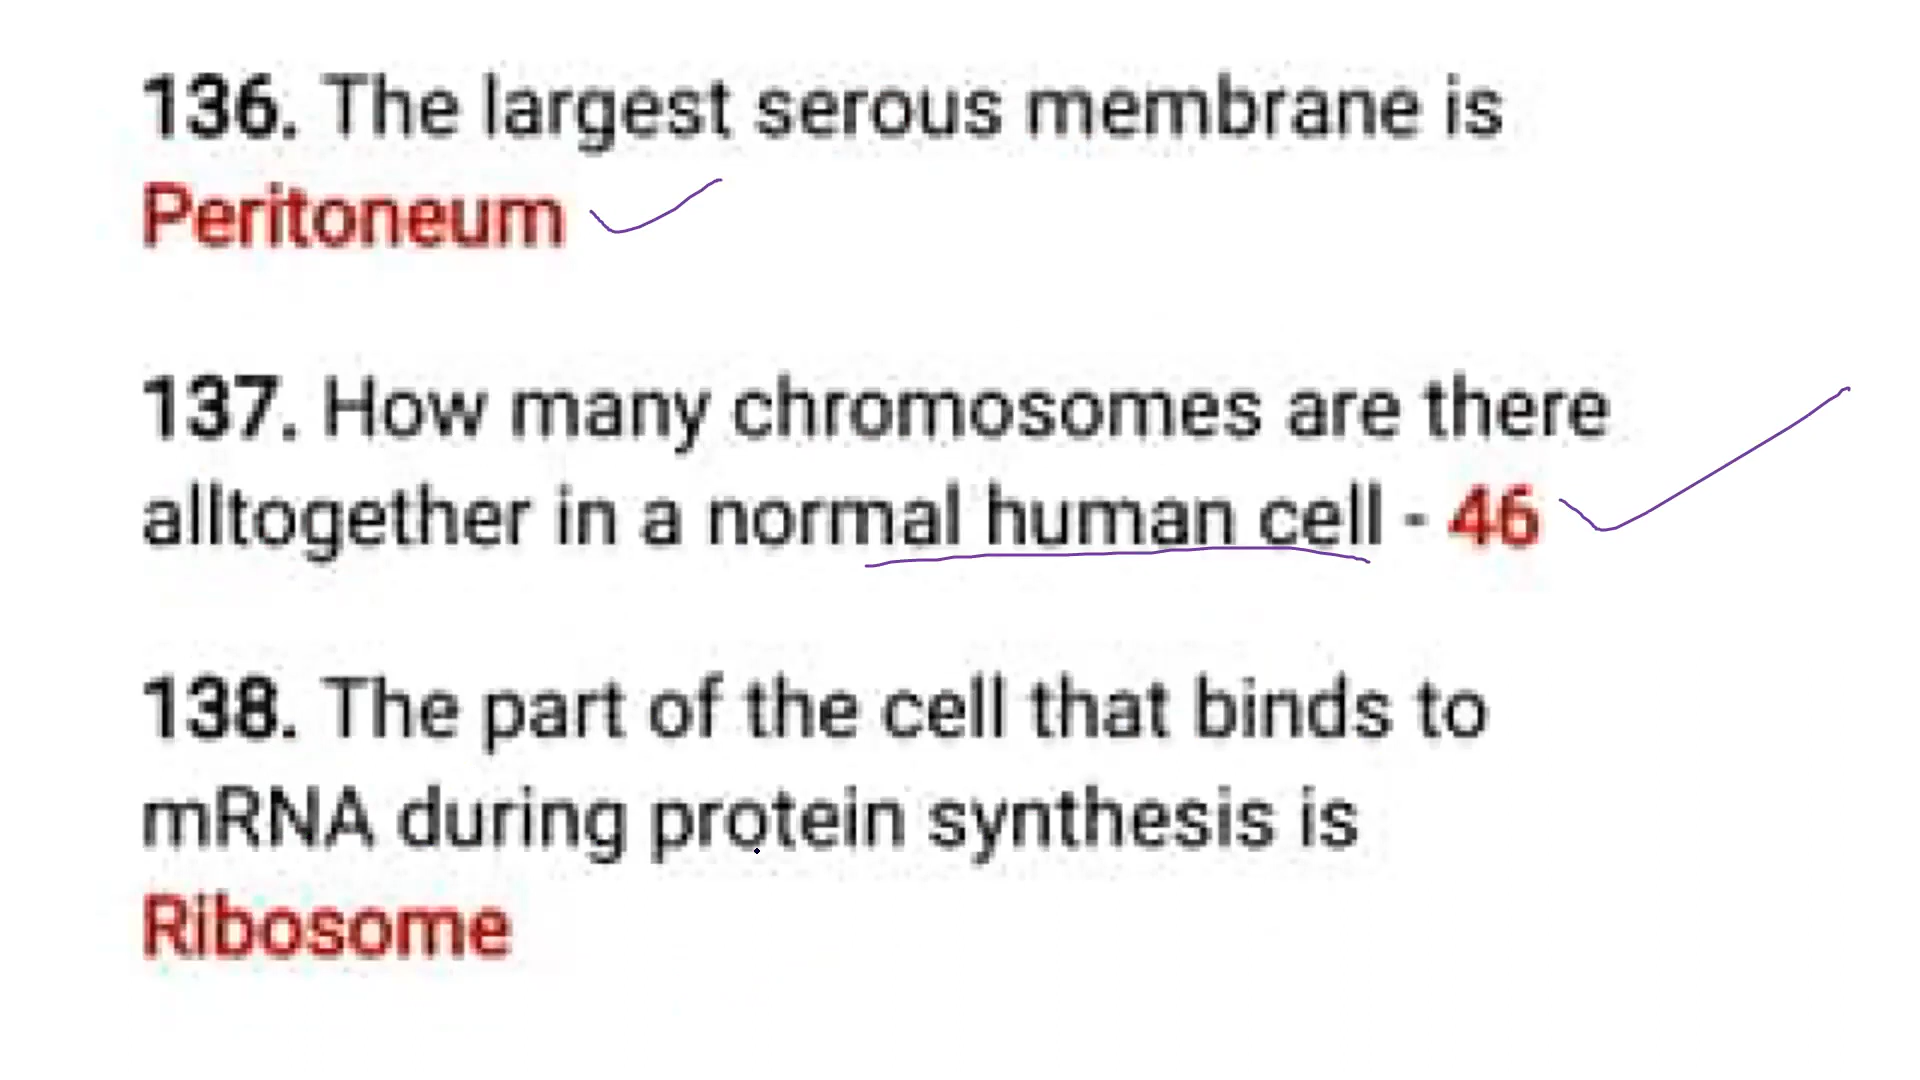 136. The largest serous membrane is
Peritoneum
137. How many chromosomes are there
alltogether in a normal human cell - 46
138. The part of the cell that binds to
mRNA during protein synthesis is
Ribosome